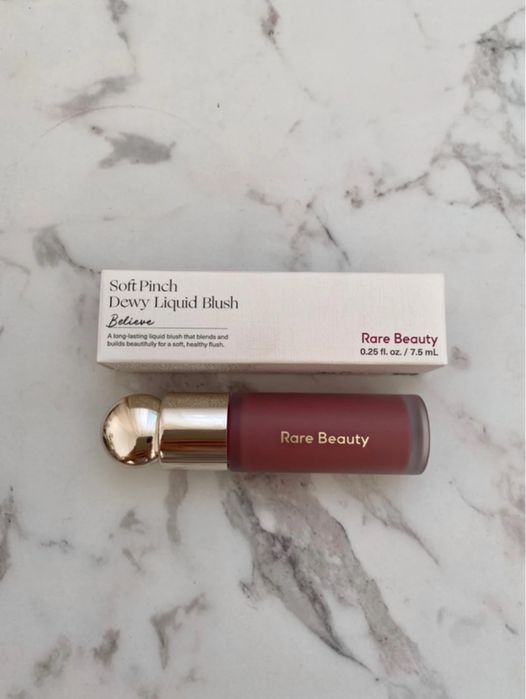 Soft Pinch
Dewy Liquid Blush
Believe
A long-lasting liquid blush that blends and
builds beautifully for a soft, healthy flush.
Rare Beauty
0.25 fl. oz. / 7.5 mL
Rare Beauty